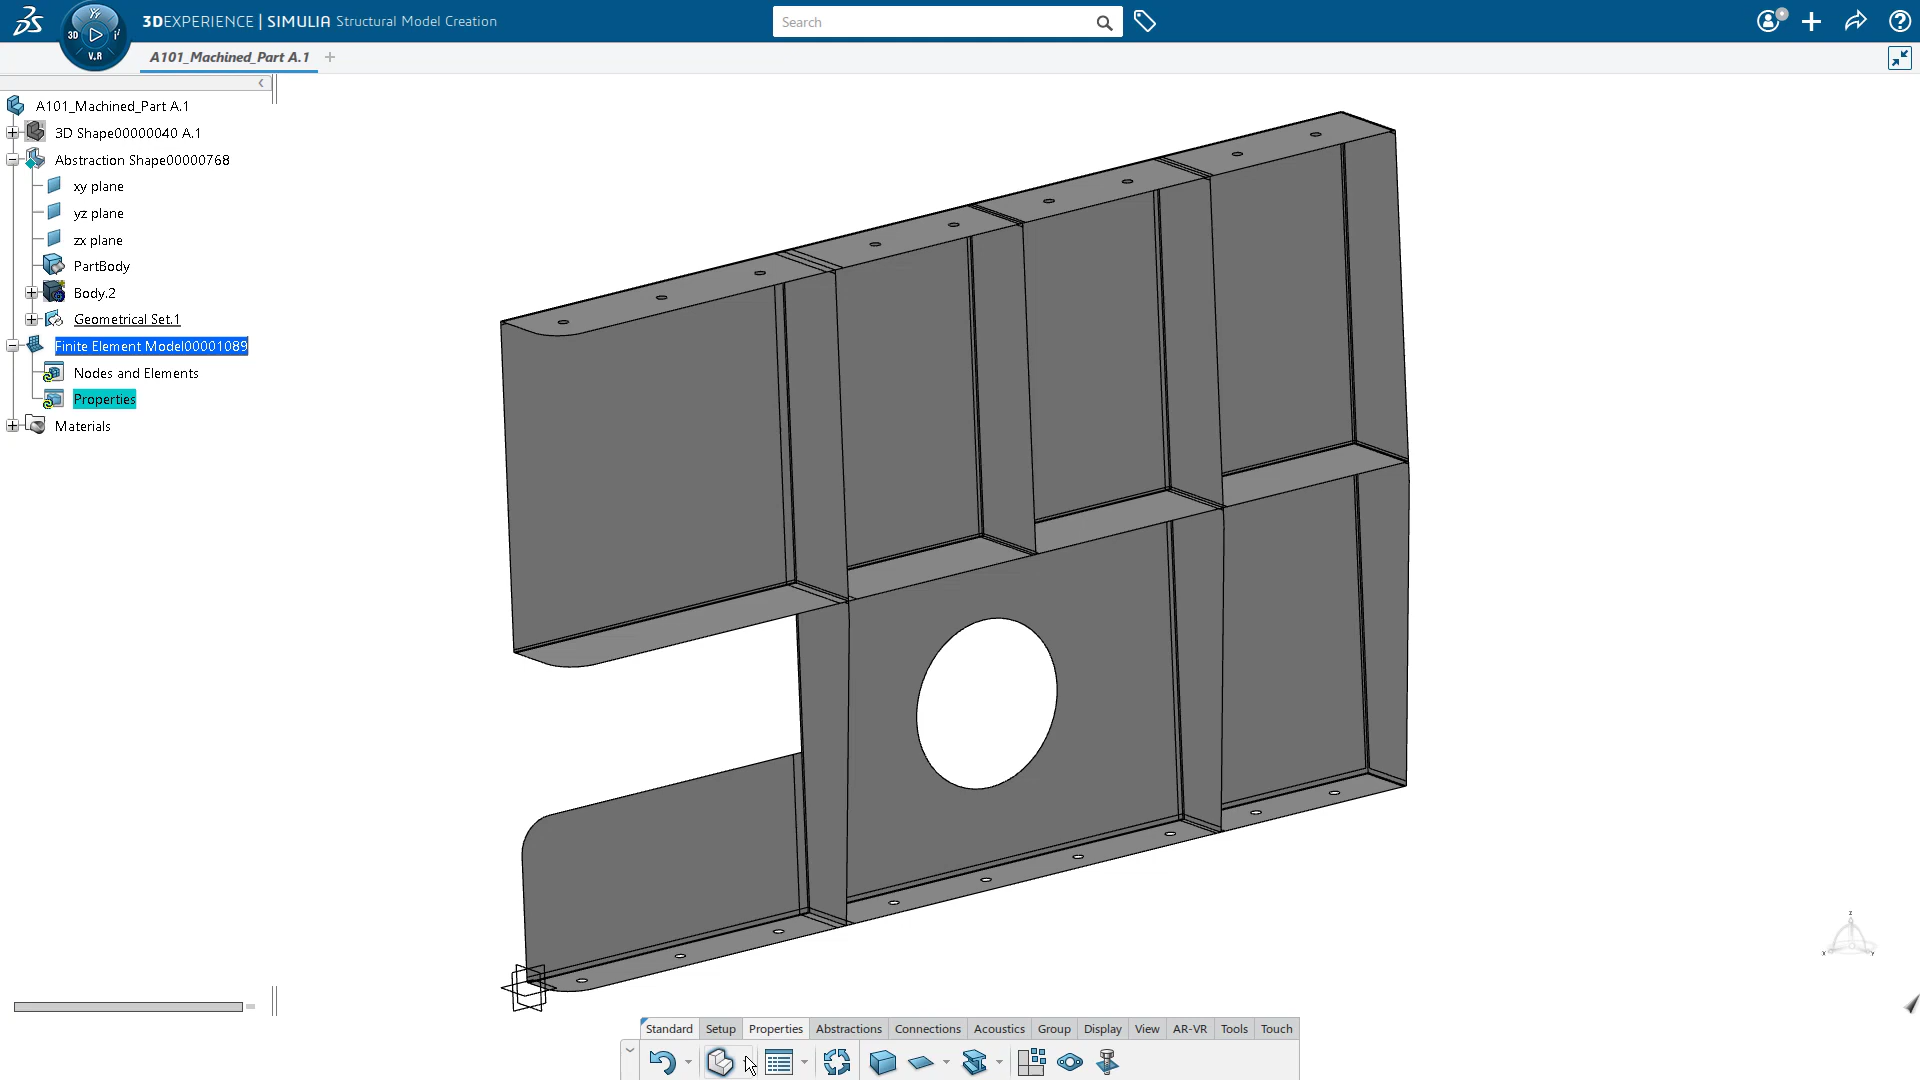 3DEXPERIENCE | SIMULIA Structural Model Creation
Search
3D
V.R
A101_Machined_Part A.1
A101_Machined_Part A.1
3D Shape00000040 A.1
Abstraction Shape00000768
xy plane
yz plane
zx plane
PartBody
Body.2
Geometrical Set.1
Finite Element Model00001089
Nodes and Elements
Properties
Materials
z
x
y
Standard Setup Properties Abstractions Connections Acoustics Group Display View AR-VR Tools Touch